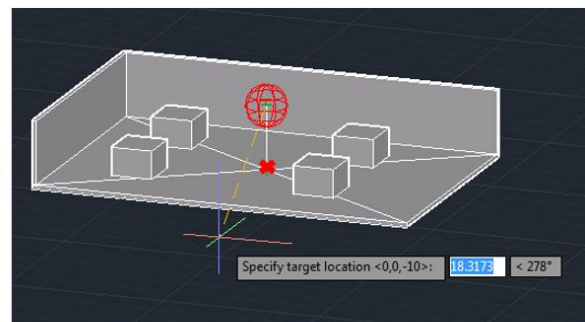 Specify target location <0,0,-10>: 18.3173 < 278°